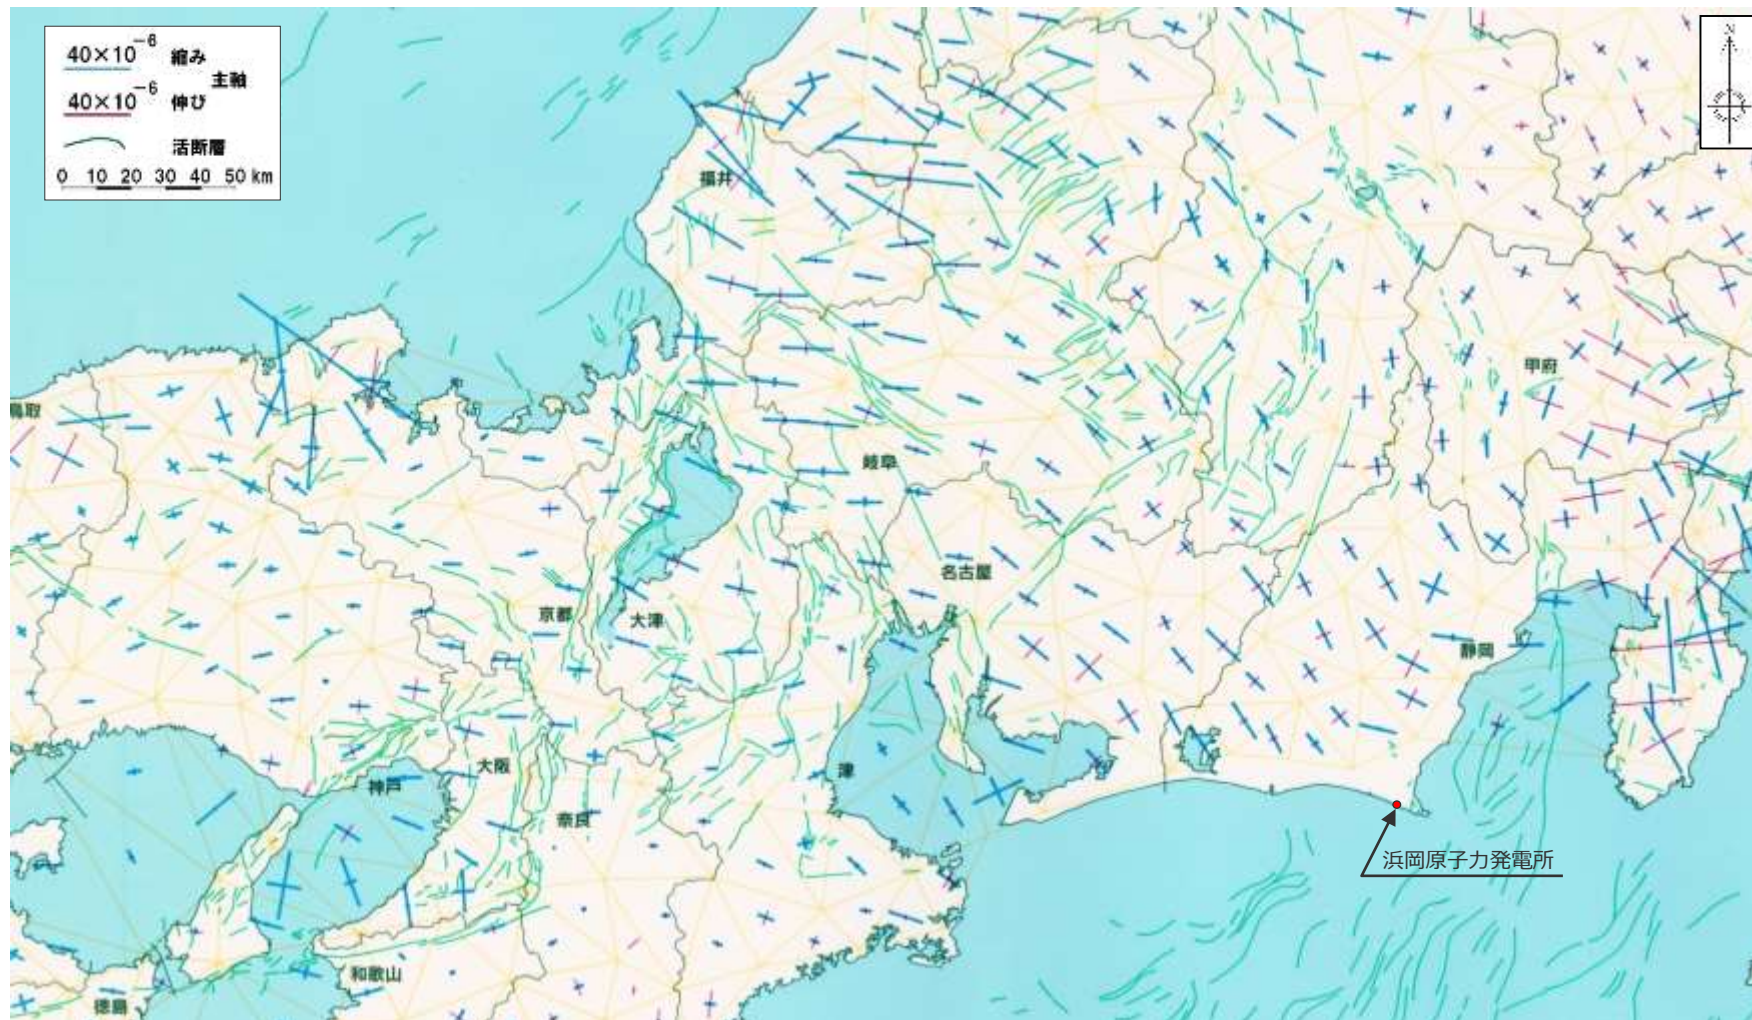 40×10⁻⁶ 縮み
主軸
40×10⁻⁶ 伸び
活断層
0 10 20 30 40 50 km
N
福井
鳥取
甲府
岐阜
名古屋
京都
大津
静岡
大阪
神戸
津
奈良
浜岡原子力発電所
和歌山
徳島